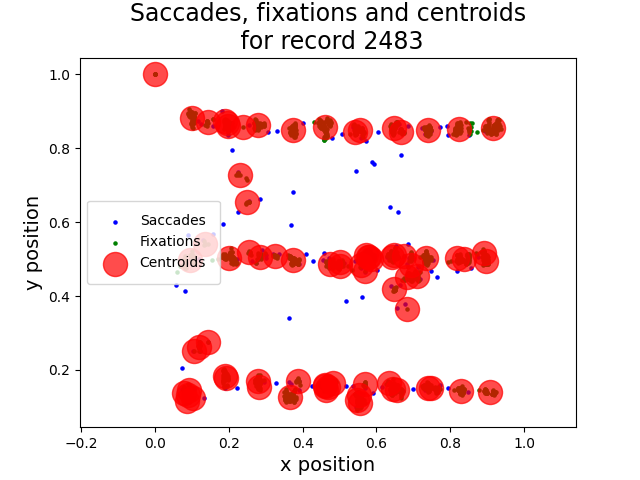 Saccades, fixations and centroids
for record 2483
1.0
0.8
0.6
0.4
0.2
y position
Saccades
Fixations
Centroids
−0.2 0.0 0.2 0.4 0.6 0.8 1.0
x position